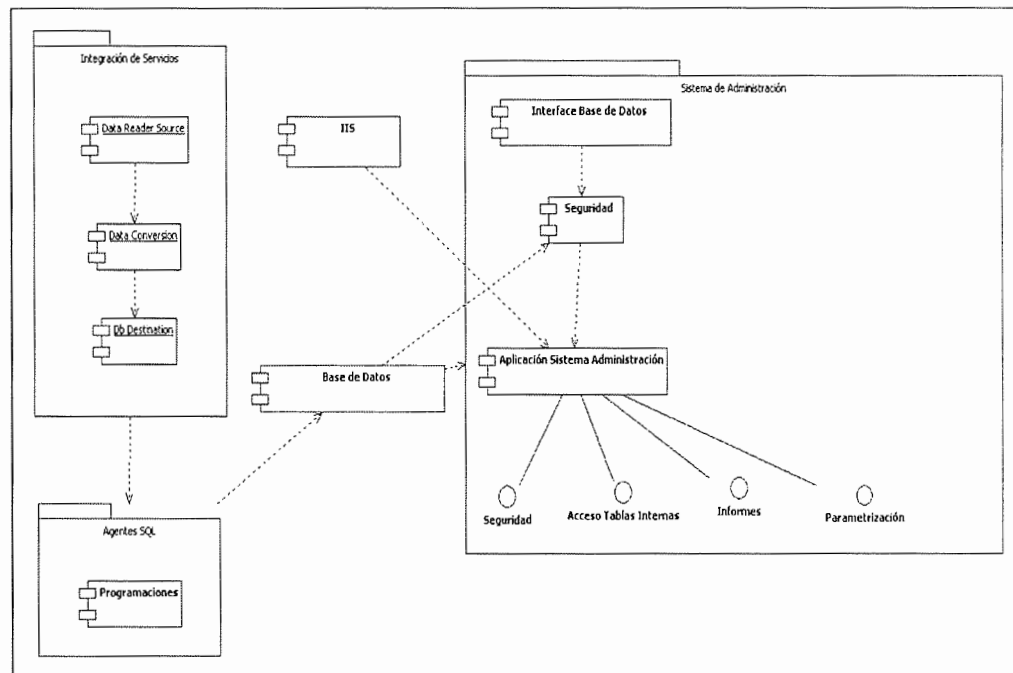 Integración de Servicios
Data Reader Source
Data Conversion
Db Destination
Agentes SQL
Programaciones
IIS
Base de Datos
Sistema de Administración
Interface Base de Datos
Seguridad
Aplicación Sistema Administración
Seguridad
Acceso Tablas Internas
Informes
Parametrización